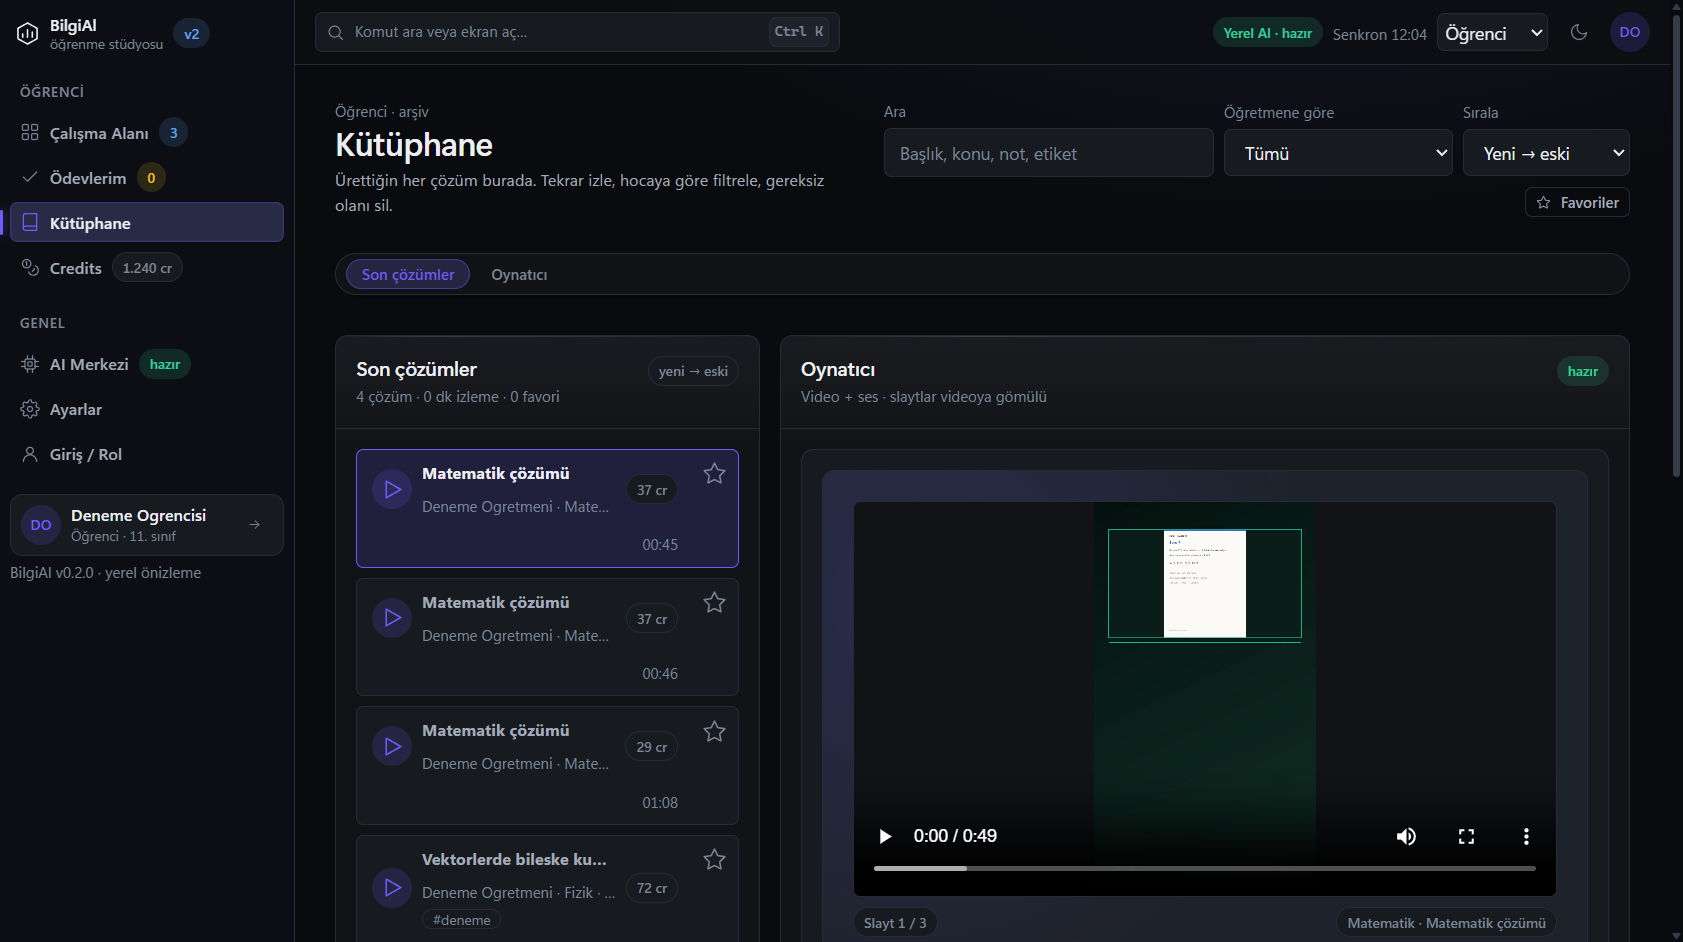 BilgiAI
öğrenme stüdyosu
v2
ÖĞRENCİ
Çalışma Alanı
3
Ödevlerim
0
Kütüphane
Credits
1.240 cr
GENEL
AI Merkezi
hazır
Ayarlar
Giriş / Rol
DO
Deneme Ogrencisi
Öğrenci · 11. sınıf
→
BilgiAI v0.2.0 · yerel önizleme
Komut ara veya ekran aç...
Ctrl K
Yerel AI · hazır
Senkron 12:04
Öğrenci
DO
Öğrenci · arşiv
Kütüphane
Ürettiğin her çözüm burada. Tekrar izle, hocaya göre filtrele, gereksiz
olanı sil.
Ara
Başlık, konu, not, etiket
Öğretmene göre
Tümü
Sırala
Yeni → eski
Favoriler
Son çözümler
Oynatıcı
Son çözümler
yeni → eski
4 çözüm · 0 dk izleme · 0 favori
Matematik çözümü
37 cr
Deneme Ogretmeni · Mate...
00:45
Matematik çözümü
37 cr
Deneme Ogretmeni · Mate...
00:46
Matematik çözümü
29 cr
Deneme Ogretmeni · Mate...
01:08
Vektorlerde bileske ku...
72 cr
Deneme Ogretmeni · Fizik · ...
#deneme
Oynatıcı
hazır
Video + ses · slaytlar videoya gömülü
0:00 / 0:49
Slayt 1 / 3
Matematik · Matematik çözümü